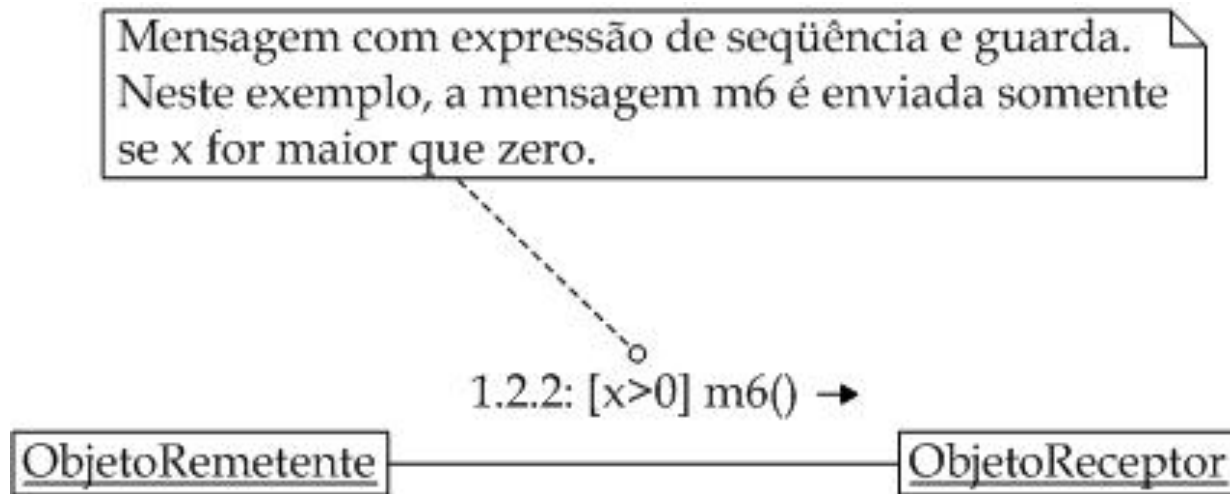 Mensagem com expressão de seqüência e guarda.
Neste exemplo, a mensagem m6 é enviada somente
se x for maior que zero.
1.2.2: [x>0] m6() →
ObjetoRemetente
ObjetoReceptor